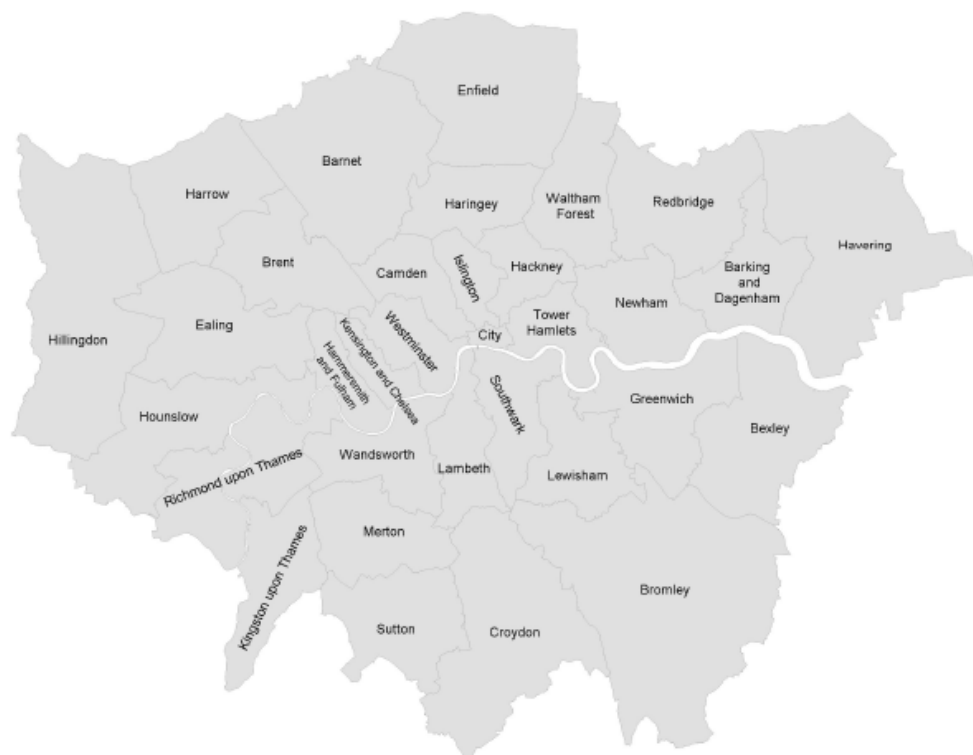 Enfield
Barnet
Harrow
Haringey
Waltham
Forest
Redbridge
Havering
Brent
Camden
Islington
Hackney
Barking
and
Dagenham
Newham
Hillingdon
Ealing
Kensington and Chelsea
Hammersmith
and Fulham
Westminster
City
Tower
Hamlets
Hounslow
Southwark
Greenwich
Bexley
Richmond upon Thames
Wandsworth
Lambeth
Lewisham
Merton
Kingston upon Thames
Bromley
Sutton
Croydon